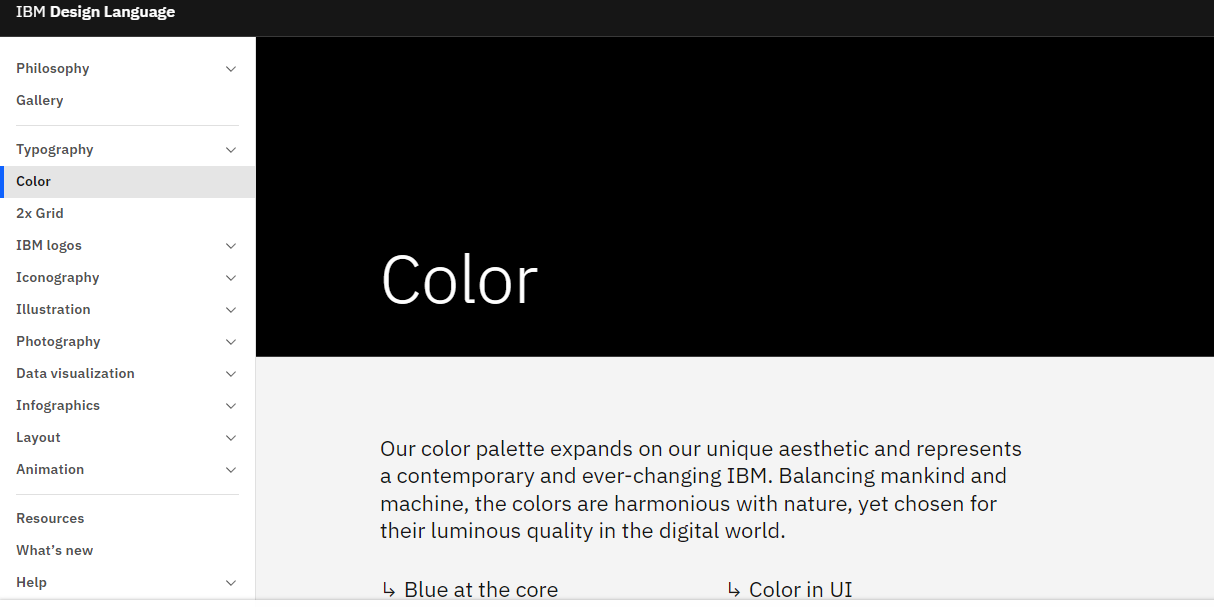 IBM Design Language
Philosophy
Gallery
Typography
Color
2x Grid
IBM logos
Iconography
Illustration
Photography
Data visualization
Infographics
Layout
Animation
Resources
What’s new
Help
Color
Our color palette expands on our unique aesthetic and represents
a contemporary and ever-changing IBM. Balancing mankind and
machine, the colors are harmonious with nature, yet chosen for
their luminous quality in the digital world.
↳ Blue at the core
↳ Color in UI